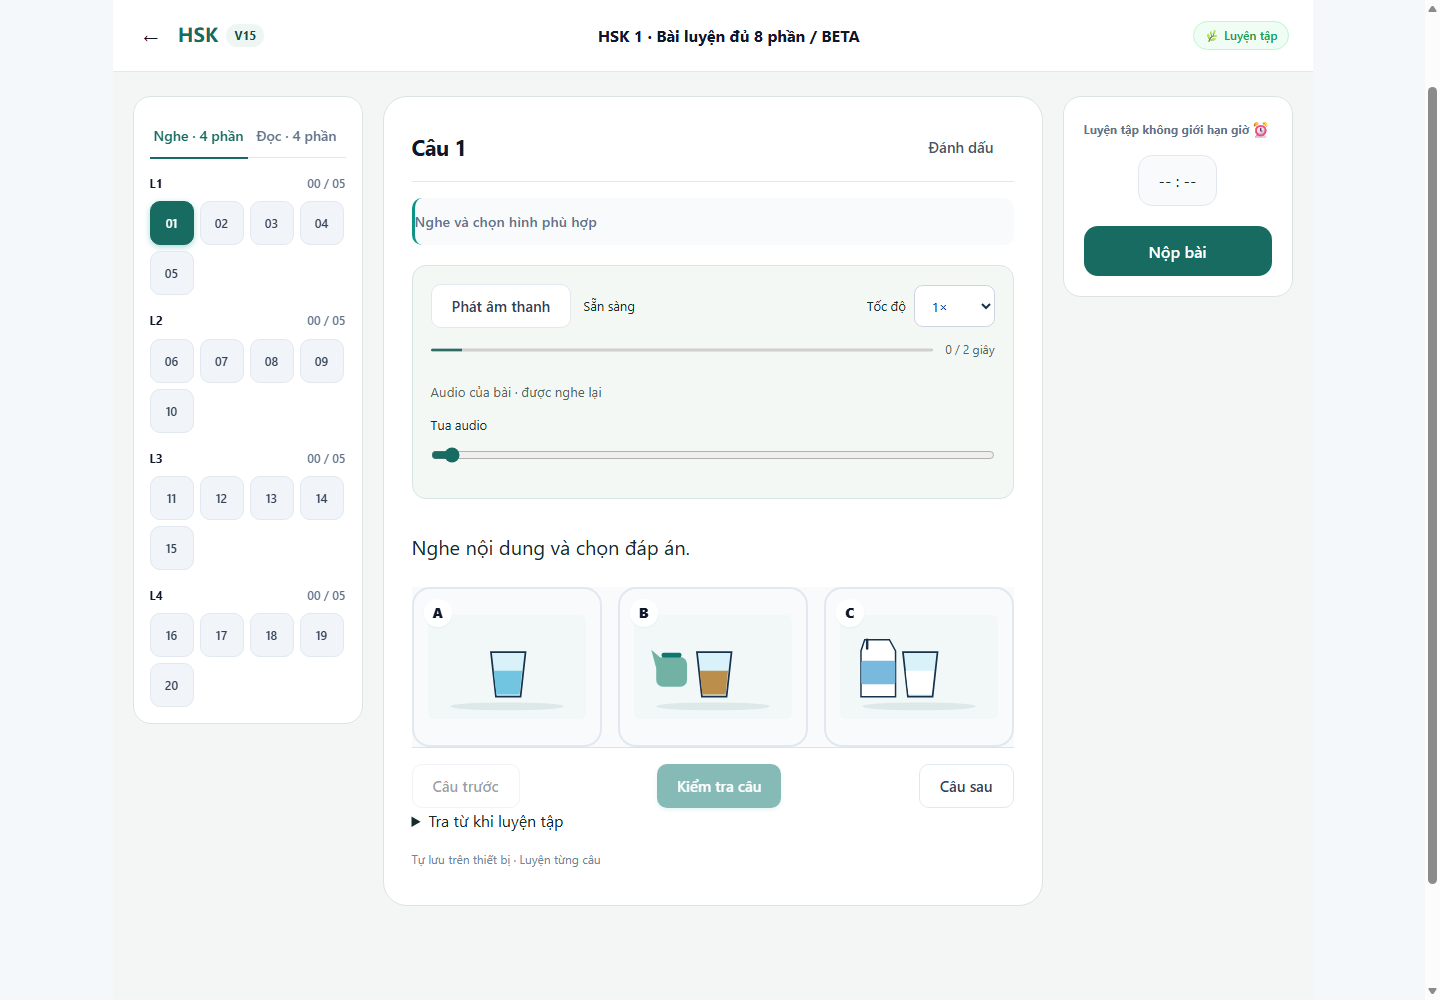 ← HSK V15
HSK 1 · Bài luyện đủ 8 phần / BETA
Luyện tập
Nghe · 4 phần
Đọc · 4 phần
L1 00 / 05
01 02 03 04
05
L2 00 / 05
06 07 08 09
10
L3 00 / 05
11 12 13 14
15
L4 00 / 05
16 17 18 19
20
Câu 1
Đánh dấu
Nghe và chọn hình phù hợp
Phát âm thanh
Sẵn sàng
Tốc độ
1×
0 / 2 giây
Audio của bài · được nghe lại
Tua audio
Nghe nội dung và chọn đáp án.
A B C
Câu trước
Kiểm tra câu
Câu sau
▶ Tra từ khi luyện tập
Tự lưu trên thiết bị · Luyện từng câu
Luyện tập không giới hạn giờ ⏰
-- : --
Nộp bài